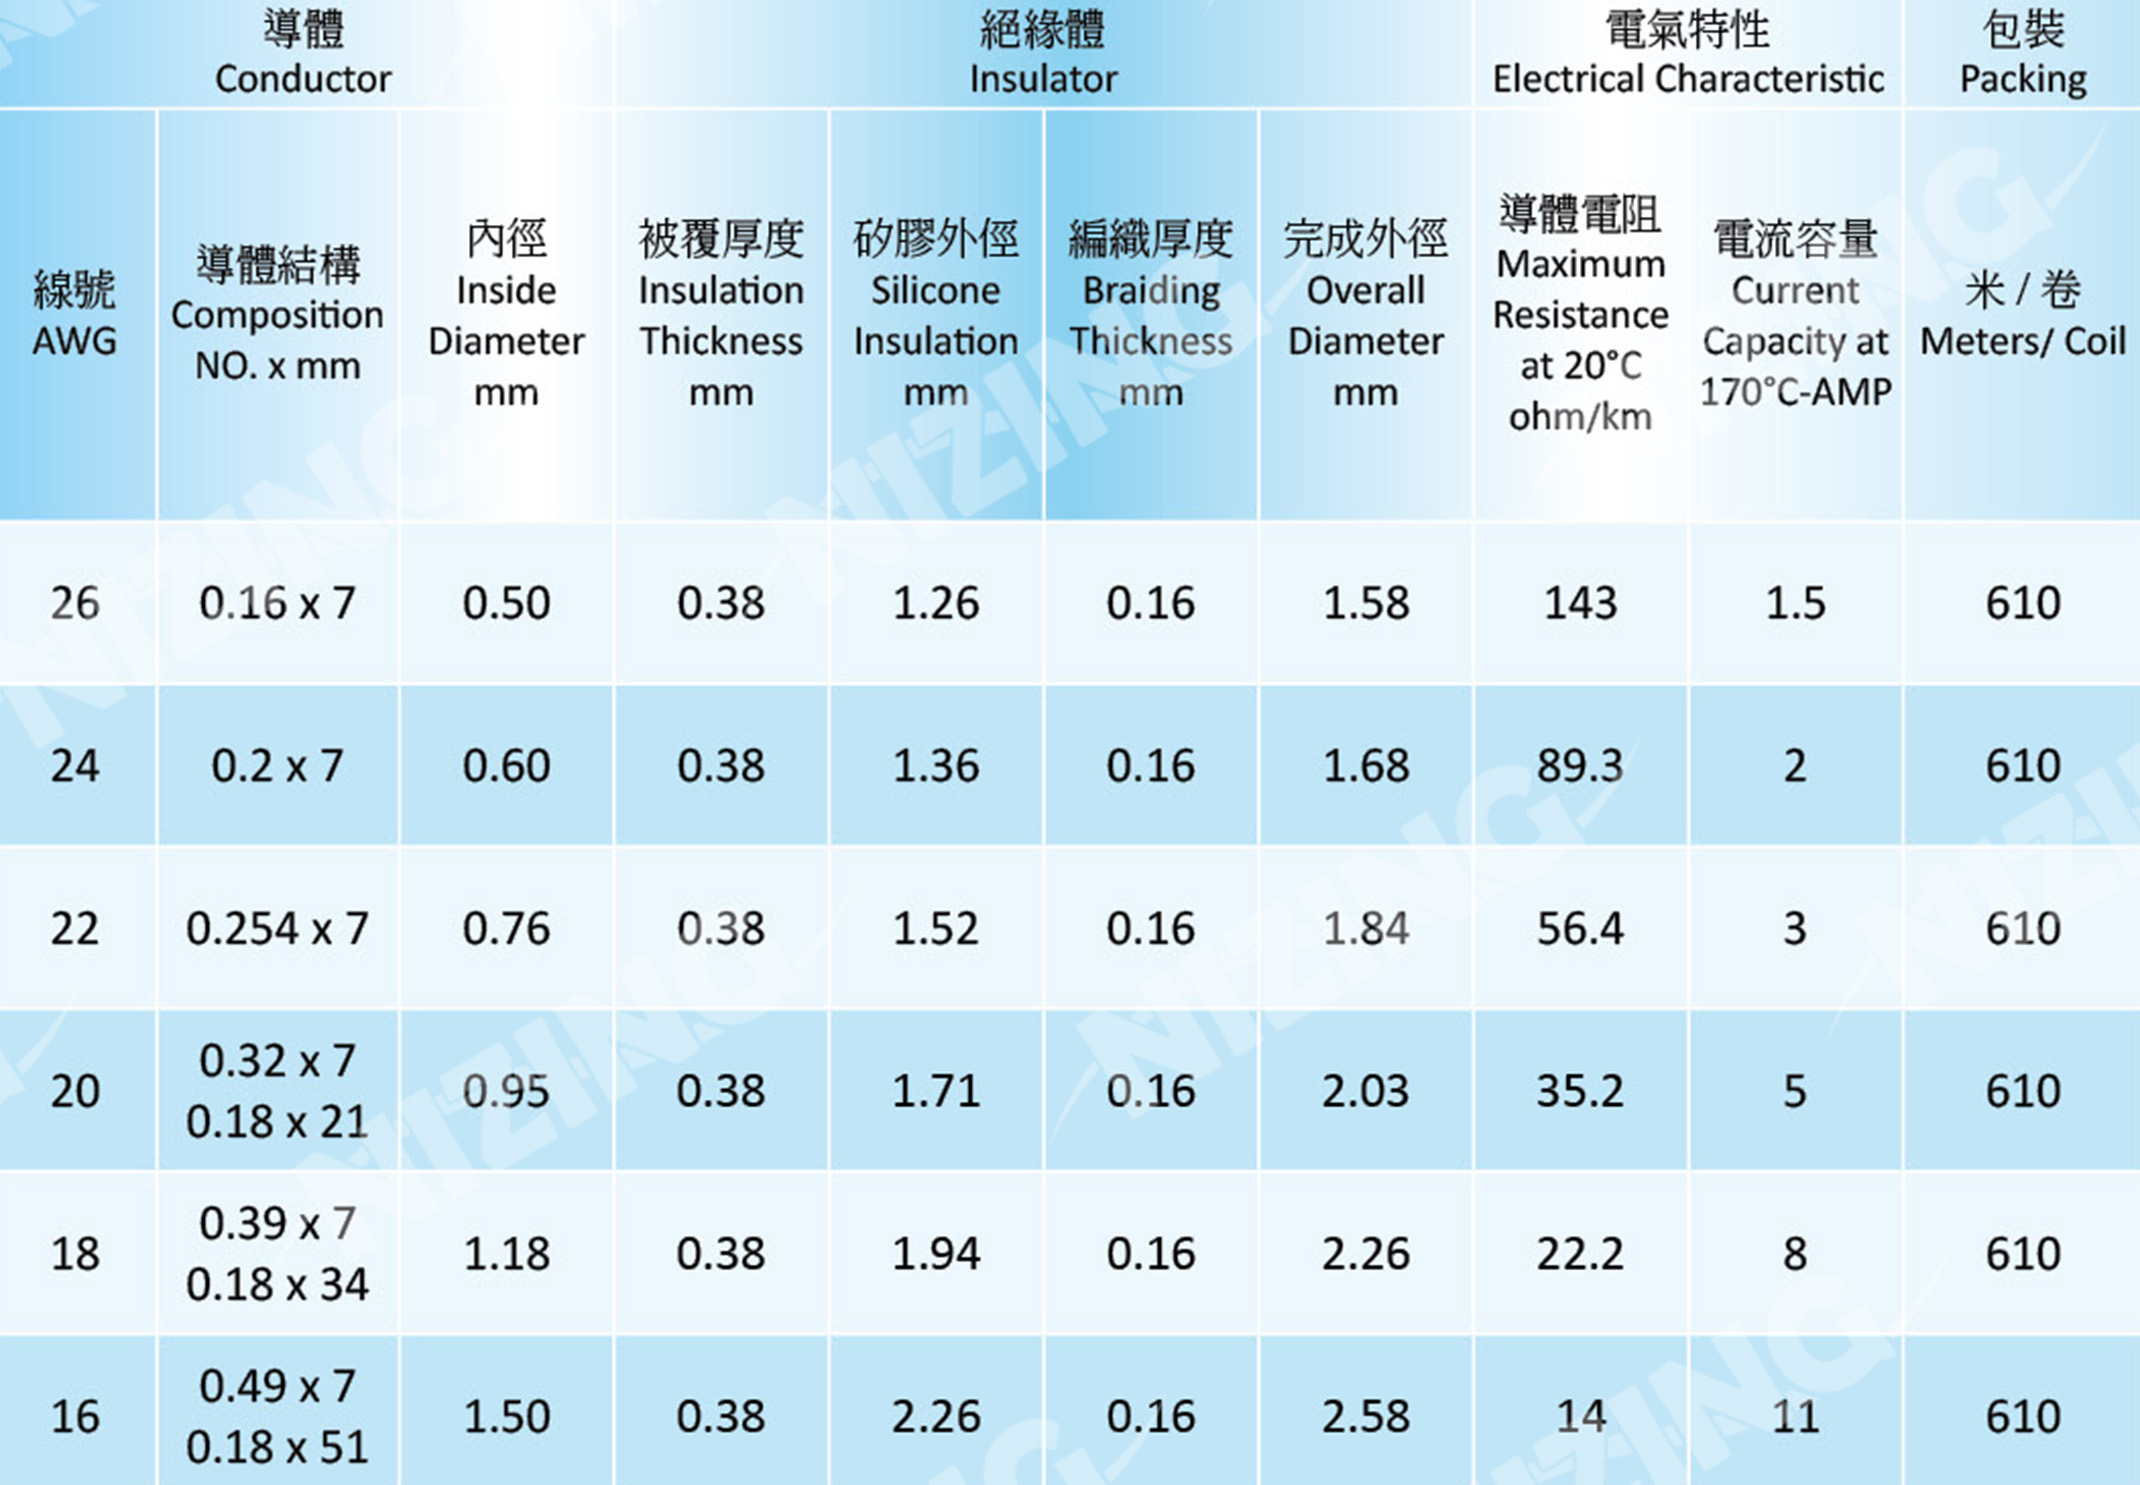 導體
Conductor
絕緣體
Insulator
電氣特性
Electrical Characteristic
包裝
Packing
線號
AWG
導體結構
Composition
NO. x mm
內徑
Inside
Diameter
mm
被覆厚度
Insulation
Thickness
mm
矽膠外徑
Silicone
Insulation
mm
編織厚度
Braiding
Thickness
mm
完成外徑
Overall
Diameter
mm
導體電阻
Maximum
Resistance
at 20°C
ohm/km
電流容量
Current
Capacity at
170°C-AMP
米 / 卷
Meters/ Coil
26 0.16 x 7 0.50 0.38 1.26 0.16 1.58 143 1.5 610
24 0.2 x 7 0.60 0.38 1.36 0.16 1.68 89.3 2 610
22 0.254 x 7 0.76 0.38 1.52 0.16 1.84 56.4 3 610
20 0.32 x 7
0.18 x 21 0.95 0.38 1.71 0.16 2.03 35.2 5 610
18 0.39 x 7
0.18 x 34 1.18 0.38 1.94 0.16 2.26 22.2 8 610
16 0.49 x 7
0.18 x 51 1.50 0.38 2.26 0.16 2.58 14 11 610
NIZING
NIZING
NIZING
NIZING
NIZING
NIZING
NIZING